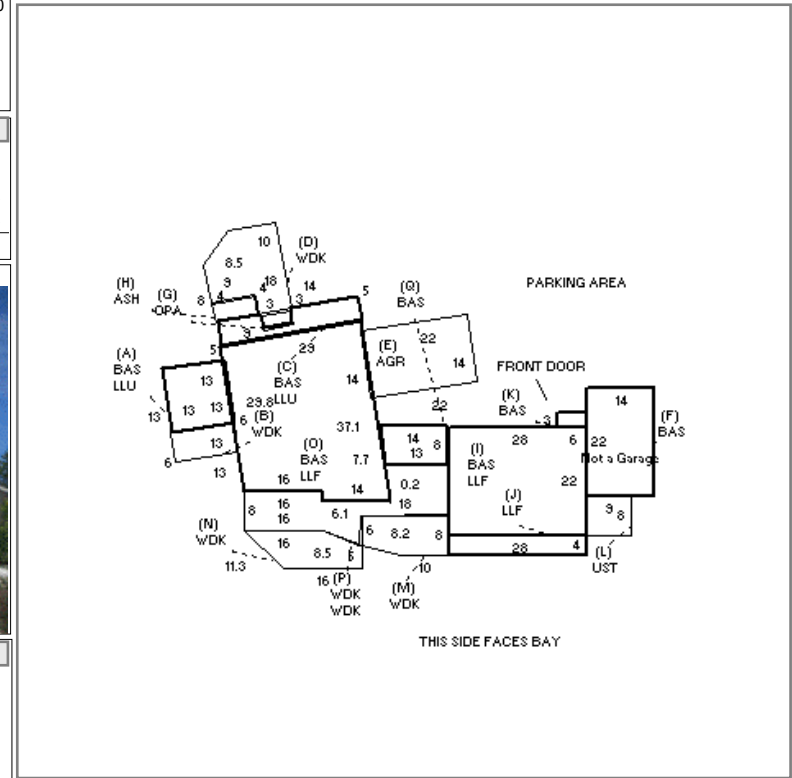 10
(D)
WDK
8.5
(H)
ASH
(G)
OPA
9
4
18
8
4
3
3
14
5
(Q)
BAS
PARKING AREA
9
5
29
(A)
BAS
LLU
(C)
BAS
LLU
(E)
AGR
22
14
FRONT DOOR
13
13
13
13
14
29.8
6
(B)
WDK
22
(K)
BAS
3
14
(F)
BAS
13
6
13
37.1
(O)
BAS
LLF
7.7
14
13
8
(I)
BAS
LLF
28
6
22
Not a Garage
22
16
14
0.2
18
(J)
LLF
9
8
8
16
16
6.1
6
8.2
8
(N)
WDK
16
8.5
6
28
4
(L)
UST
11.3
16
(P)
WDK
WDK
10
(M)
WDK
THIS SIDE FACES BAY